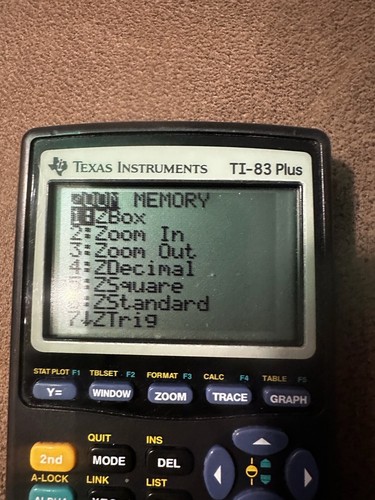 TEXAS INSTRUMENTS TI-83 Plus
ZOOM MEMORY
1:ZBox
2:Zoom In
3:Zoom Out
4:ZDecimal
5:ZSquare
6:ZStandard
7↓ZTrig
STAT PLOT F1 TBLSET F2 FORMAT F3 CALC F4 TABLE F5
Y= WINDOW ZOOM TRACE GRAPH
QUIT INS
2nd MODE DEL
A-LOCK LINK LIST
ALPHA